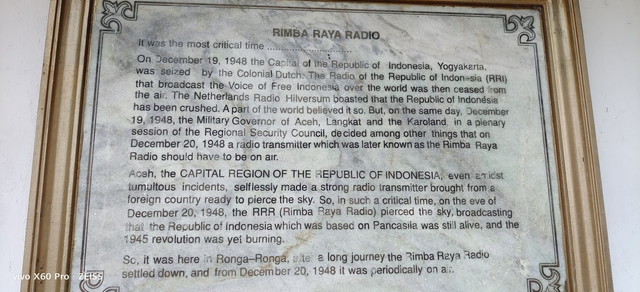 RIMBA RAYA RADIO
It was the most critical time ........................
On December 19, 1948 the Capital of the Republic of Indonesia, Yogyakarta,
was seized by the Colonial Dutch. The Radio of the Republic of Indonesia (RRI)
that broadcast the Voice of Free Indonesia over the world was then ceased from
the air. The Netherlands Radio Hilversum boasted that the Republic of Indonesia
has been crushed. A part of the world believed it so. But, on the same day, December
19, 1948, the Military Governor of Aceh, Langkat and the Karoland, in a plenary
session of the Regional Security Council, decided among other things that on
December 20, 1948 a radio transmitter which was later known as the Rimba Raya
Radio should have to be on air.
Aceh, the CAPITAL REGION OF THE REPUBLIC OF INDONESIA, even amidst
tumultous incidents, selflessly made a strong radio transmitter brought from a
foreign country ready to pierce the sky. So, in such a critical time, on the eve of
December 20, 1948, the RRR (Rimba Raya Radio) pierced the sky, broadcasting
that the Republic of Indonesia which was based on Pancasila was still alive, and the
1945 revolution was yet burning.
So, it was here in Ronga-Ronga, after a long journey the Rimba Raya Radio
settled down, and from December 20, 1948 it was periodically on air.
vivo X60 Pro · ZEISS